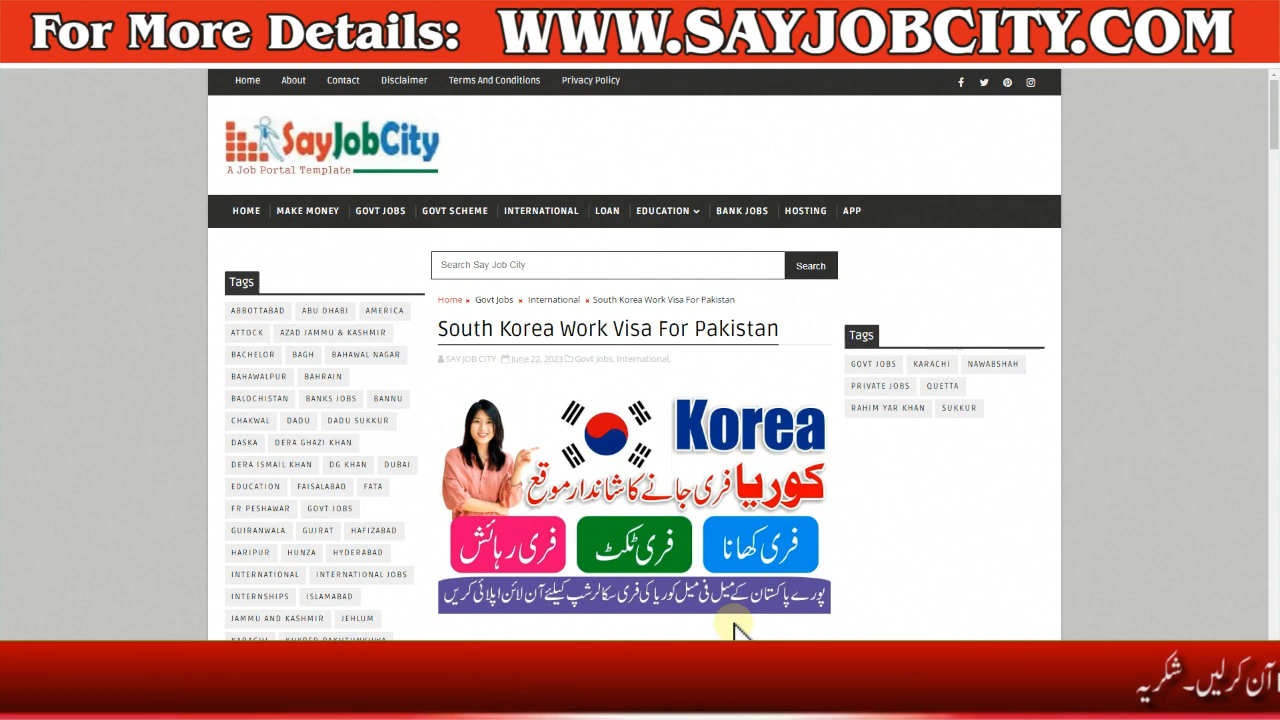 For More Details: WWW.SAYJOBCITY.COM
Home About Contact Disclaimer Terms And Conditions Privacy Policy
SayJobCity
A Job Portal Template
HOME MAKE MONEY GOVT JOBS GOVT SCHEME INTERNATIONAL LOAN EDUCATION BANK JOBS HOSTING APP
Tags
ABBOTTABAD ABU DHABI AMERICA
ATTOCK AZAD JAMMU & KASHMIR
BACHELOR BAGH BAHAWAL NAGAR
BAHAWALPUR BAHRAIN
BALOCHISTAN BANKS JOBS BANNU
CHAKWAL DADU DADU SUKKUR
DASKA DERA GHAZI KHAN
DERA ISMAIL KHAN DG KHAN DUBAI
EDUCATION FAISALABAD FATA
FR PESHAWAR GOVT JOBS
GUJRANWALA GUJRAT HAFIZABAD
HARIPUR HUNZA HYDERABAD
INTERNATIONAL INTERNATIONAL JOBS
INTERNSHIPS ISLAMABAD
JAMMU AND KASHMIR JEHLUM
KARACHI KHYBER PAKHTUNKHWA
Search Say Job City Search
Home × Govt Jobs × International × South Korea Work Visa For Pakistan
South Korea Work Visa For Pakistan
SAY JOB CITY June 22, 2023 Govt Jobs, International,
Korea
کوریا فری جانے کا شاندار موقع
فری کھانا فری ٹکٹ فری رہائش
پورے پاکستان کے میل فی میل کوریا کی فری سکالرشپ کیلئے آن لائن اپلائی کریں
Tags
GOVT JOBS KARACHI NAWABSHAH
PRIVATE JOBS QUETTA
RAHIM YAR KHAN SUKKUR
آن کرلیں۔شکریہ